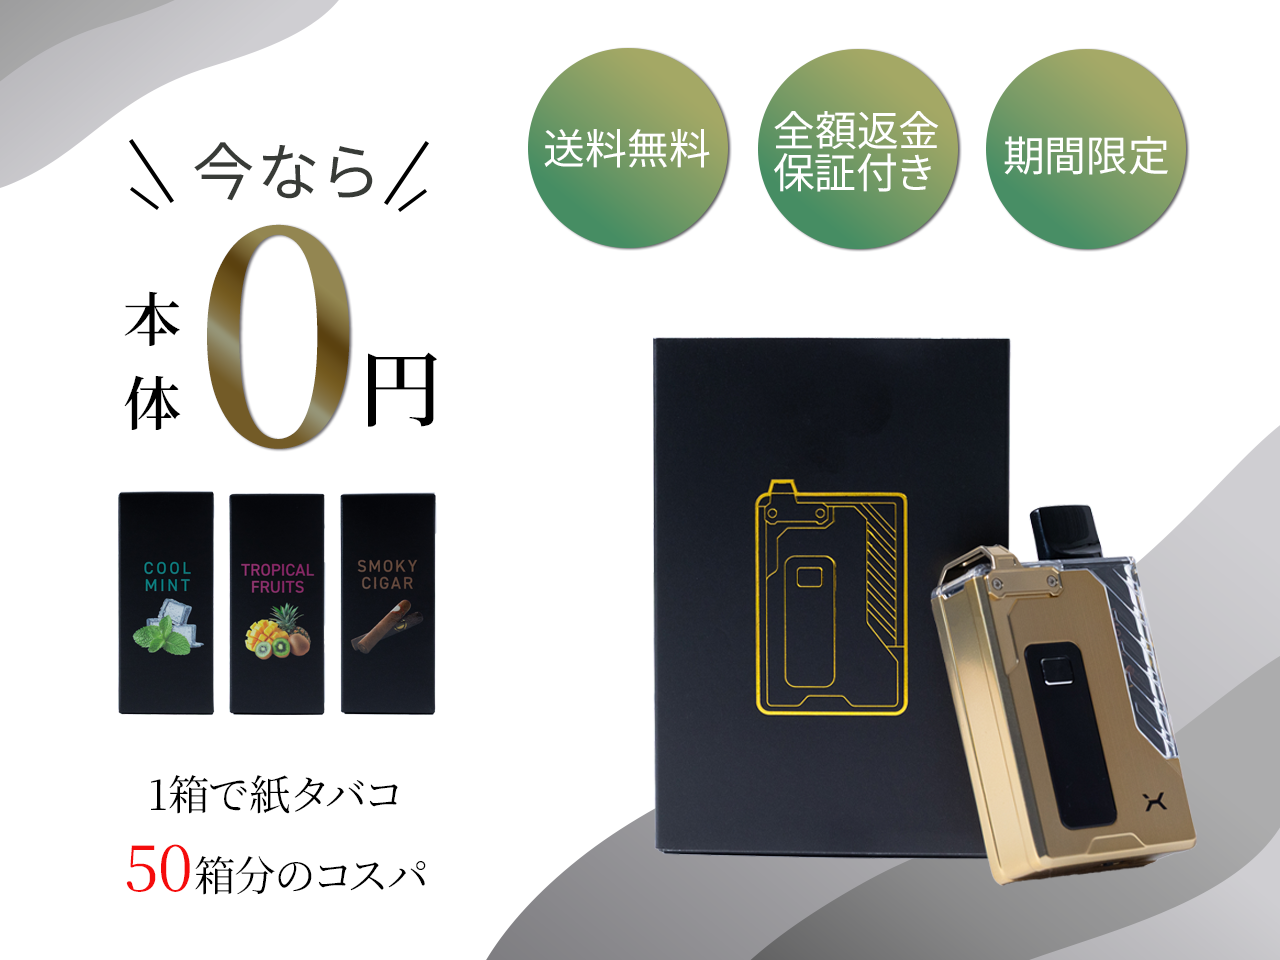 今なら
本体
0円
送料無料
全額返金
保証付き
期間限定
COOL
MINT
TROPICAL
FRUITS
SMOKY
CIGAR
1箱で紙タバコ
50箱分のコスパ